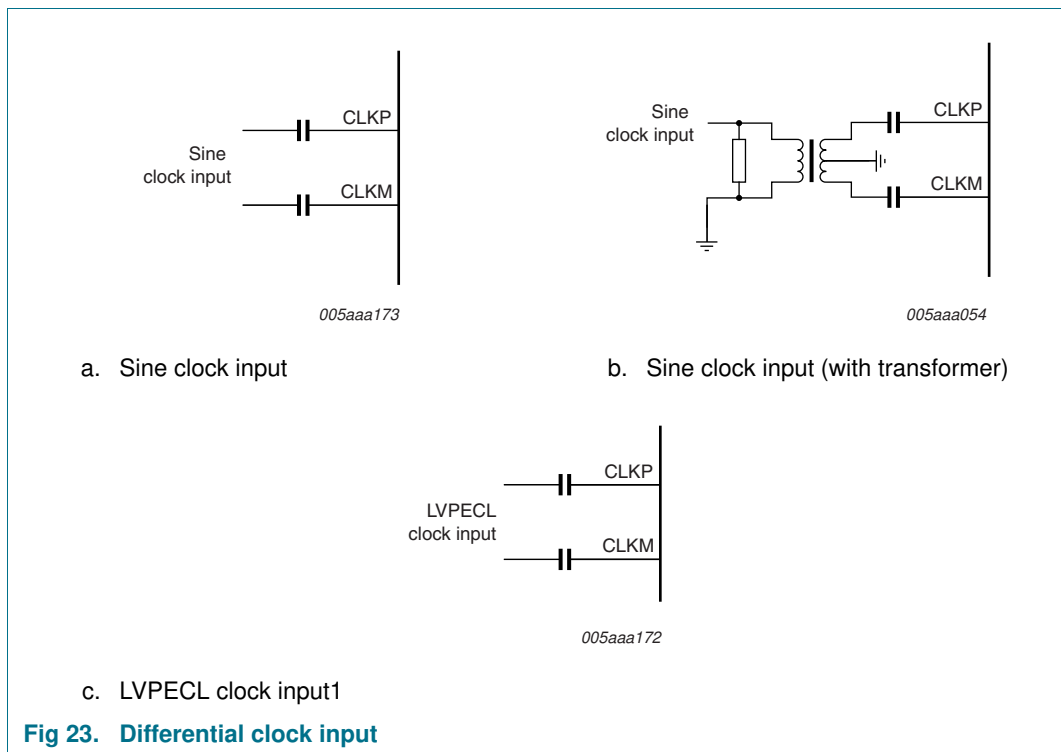 CLKP
Sine
clock input
CLKM
005aaa173
a. Sine clock input
Sine
clock input
CLKP
CLKM
005aaa054
b. Sine clock input (with transformer)
CLKP
LVPECL
clock input
CLKM
005aaa172
c. LVPECL clock input1
Fig 23. Differential clock input